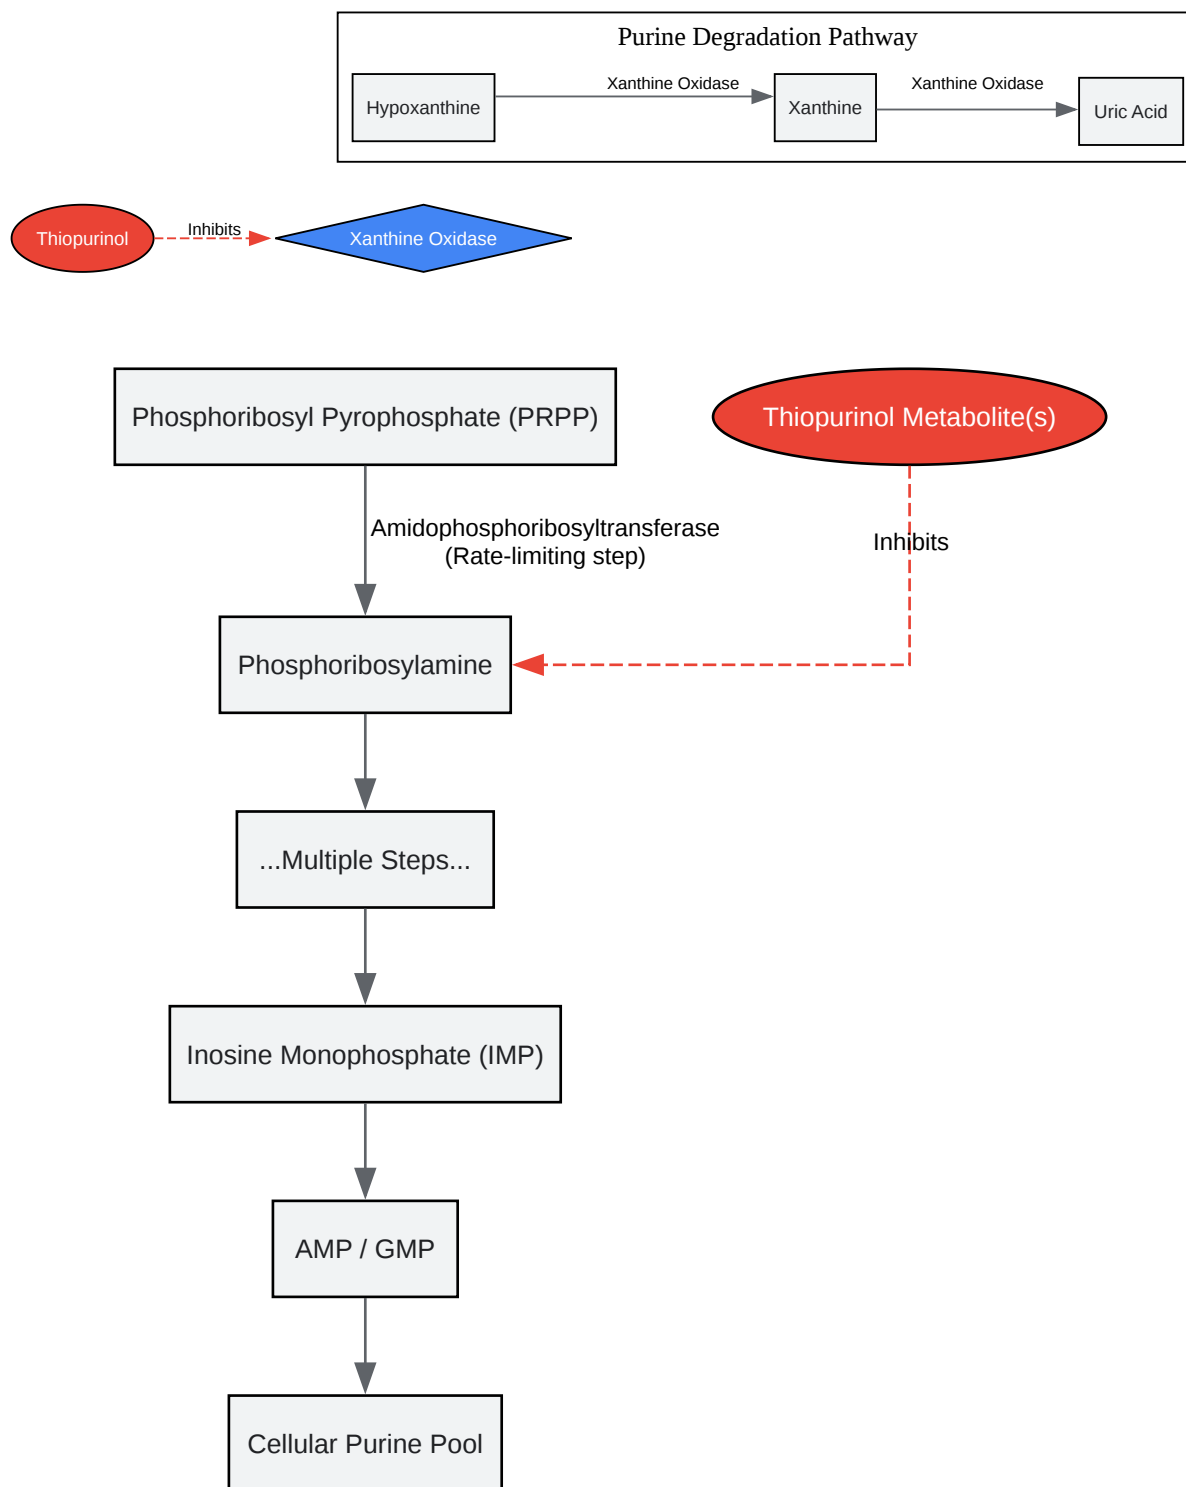 Purine Degradation Pathway
Hypoxanthine
Xanthine Oxidase
Xanthine
Xanthine Oxidase
Uric Acid
Thiopurinol
Inhibits
Xanthine Oxidase
Phosphoribosyl Pyrophosphate (PRPP)
Thiopurinol Metabolite(s)
Amidophosphoribosyltransferase
(Rate-limiting step)
Inhibits
Phosphoribosylamine
...Multiple Steps...
Inosine Monophosphate (IMP)
AMP / GMP
Cellular Purine Pool